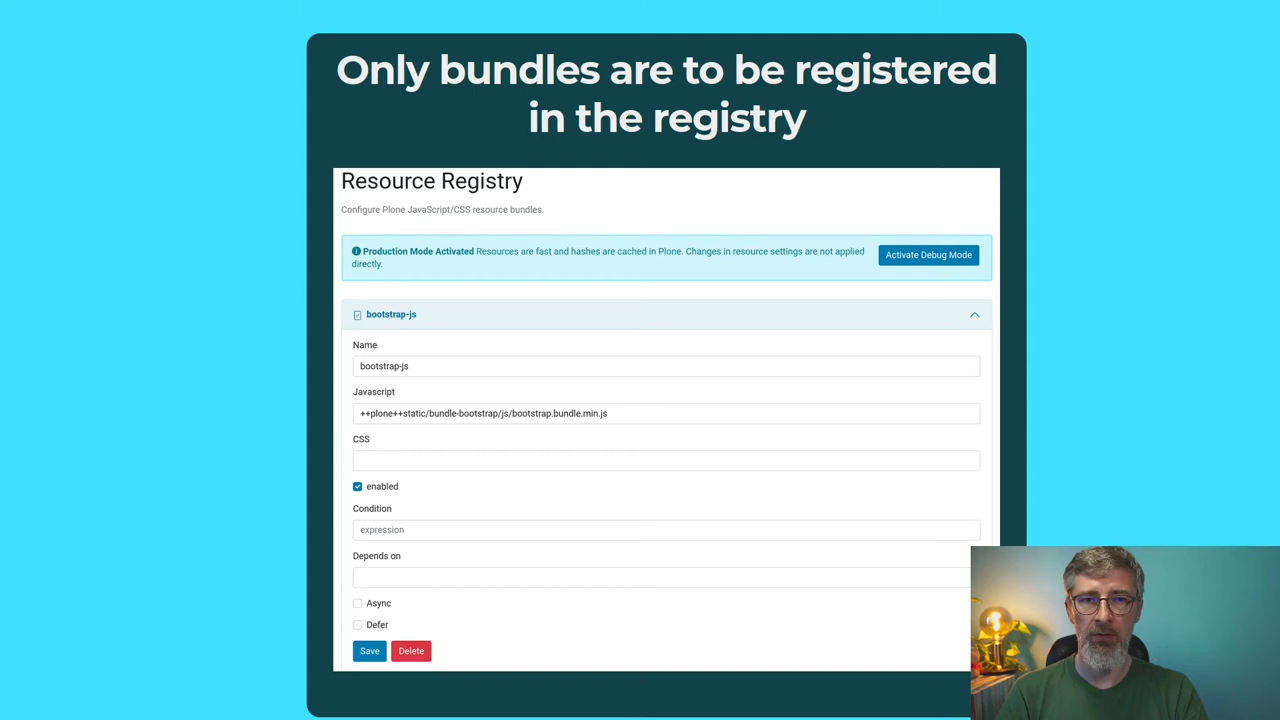 Only bundles are to be registered
in the registry
Resource Registry
Configure Plone JavaScript/CSS resource bundles.
Production Mode Activated Resources are fast and hashes are cached in Plone. Changes in resource settings are not applied
directly.
Activate Debug Mode
bootstrap-js
Name
bootstrap-js
Javascript
++plone++static/bundle-bootstrap/js/bootstrap.bundle.min.js
CSS
enabled
Condition
expression
Depends on
Async
Defer
Save
Delete